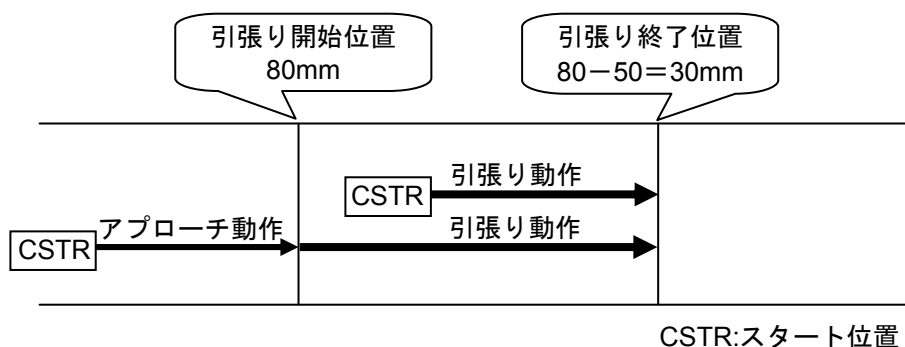 引張り開始位置
80mm
引張り終了位置
80－50＝30mm
CSTR
引張り動作
CSTR
アプローチ動作
引張り動作
CSTR:スタート位置